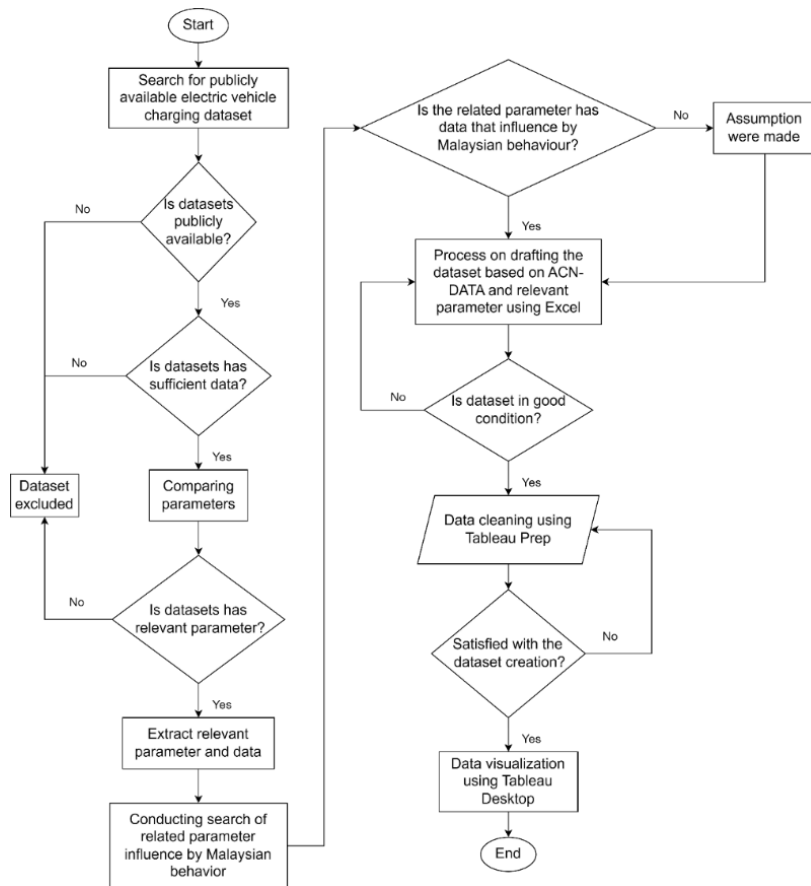 Start
Search for publicly
available electric vehicle
charging dataset
Is datasets
publicly
available?
No
Yes
Is datasets has
sufficient data?
No
Yes
Comparing
parameters
Dataset
excluded
Is datasets has
relevant parameter?
No
Yes
Extract relevant
parameter and data
Conducting search of
related parameter
influence by Malaysian
behavior
Is the related parameter has
data that influence by
Malaysian behaviour?
No
Assumption
were made
Yes
Process on drafting the
dataset based on ACN-
DATA and relevant
parameter using Excel
Is dataset in good
condition?
No
Yes
Data cleaning using
Tableau Prep
Satisfied with the
dataset creation?
No
Yes
Data visualization
using Tableau
Desktop
End